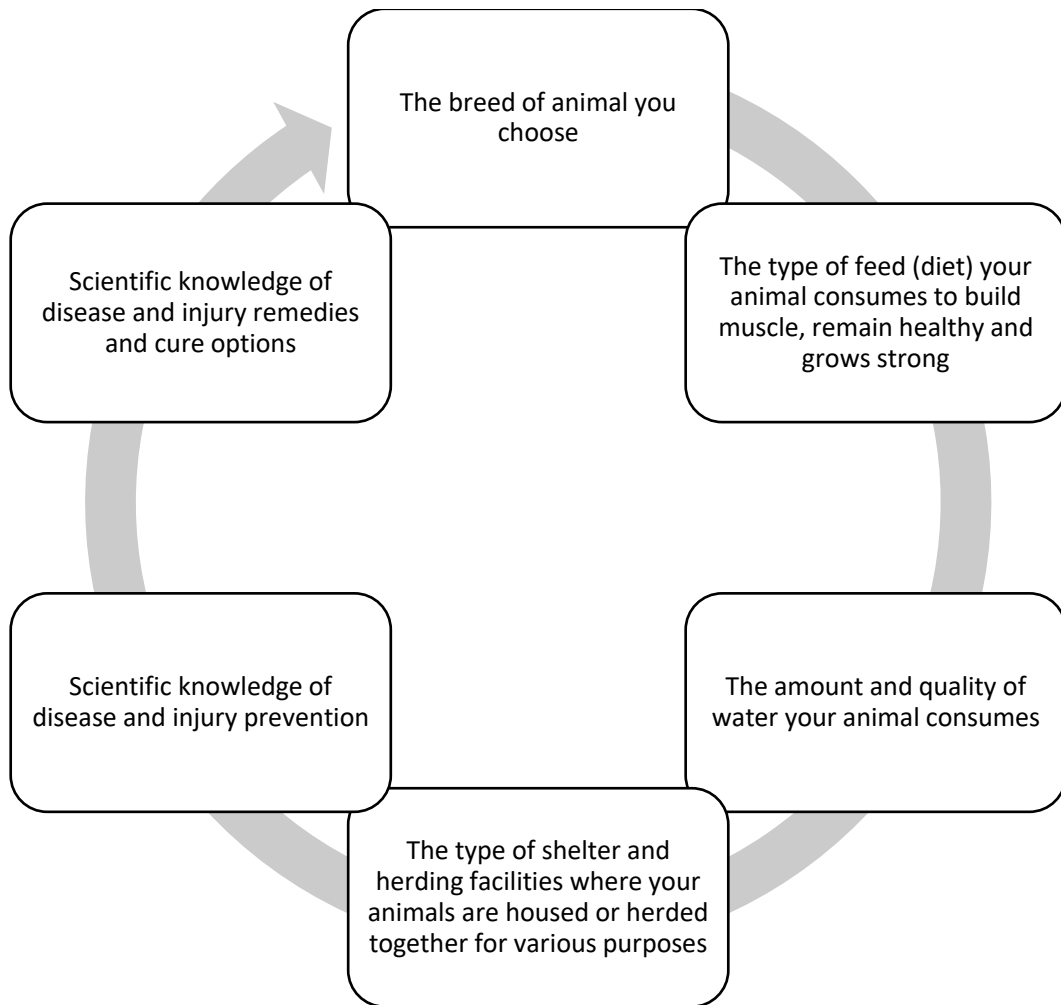 The breed of animal you
choose
The type of feed (diet) your
animal consumes to build
muscle, remain healthy and
grows strong
The amount and quality of
water your animal consumes
The type of shelter and
herding facilities where your
animals are housed or herded
together for various purposes
Scientific knowledge of
disease and injury prevention
Scientific knowledge of
disease and injury remedies
and cure options